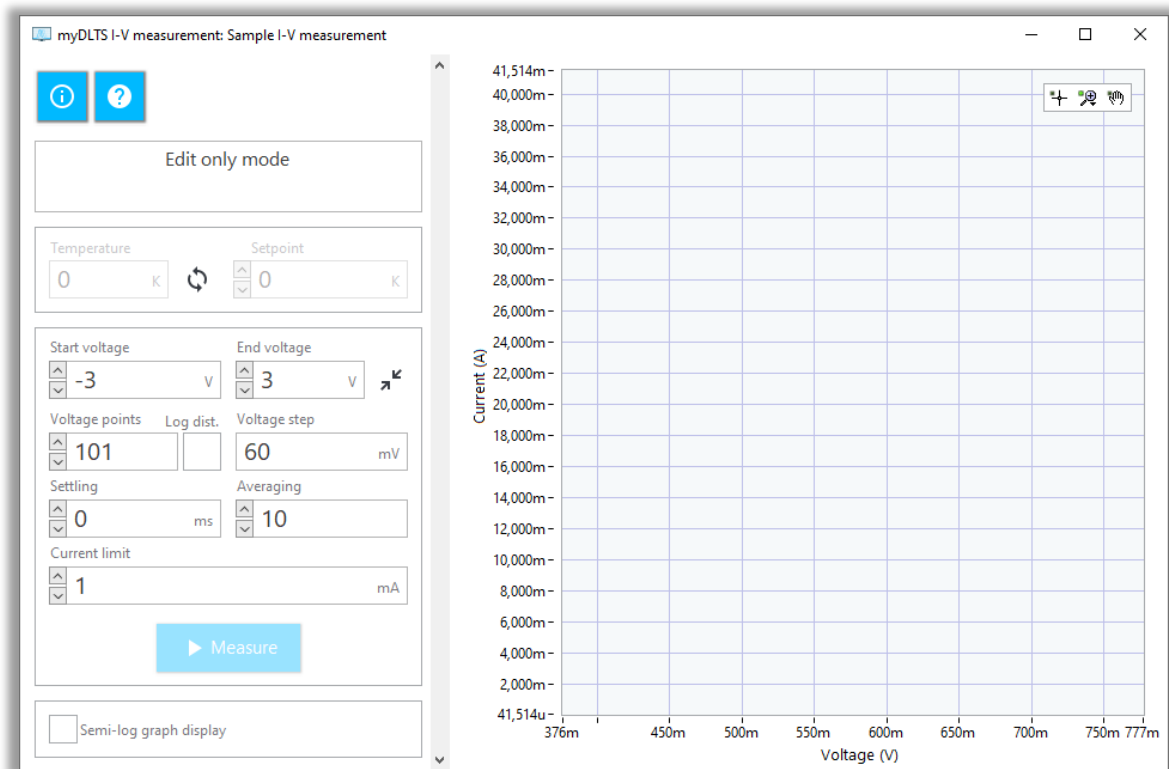 myDLTS I-V measurement: Sample I-V measurement
Edit only mode
Temperature
Setpoint
0 K
0 K
Start voltage
End voltage
-3 V
3 V
Voltage points
Log dist.
Voltage step
101
60 mV
Settling
Averaging
0 ms
10
Current limit
1 mA
Measure
Semi-log graph display
41,514m
40,000m
38,000m
36,000m
34,000m
32,000m
30,000m
28,000m
26,000m
24,000m
22,000m
20,000m
18,000m
16,000m
14,000m
12,000m
10,000m
8,000m
6,000m
4,000m
2,000m
41,514u
Current (A)
376m 450m 500m 550m 600m 650m 700m 750m 777m
Voltage (V)